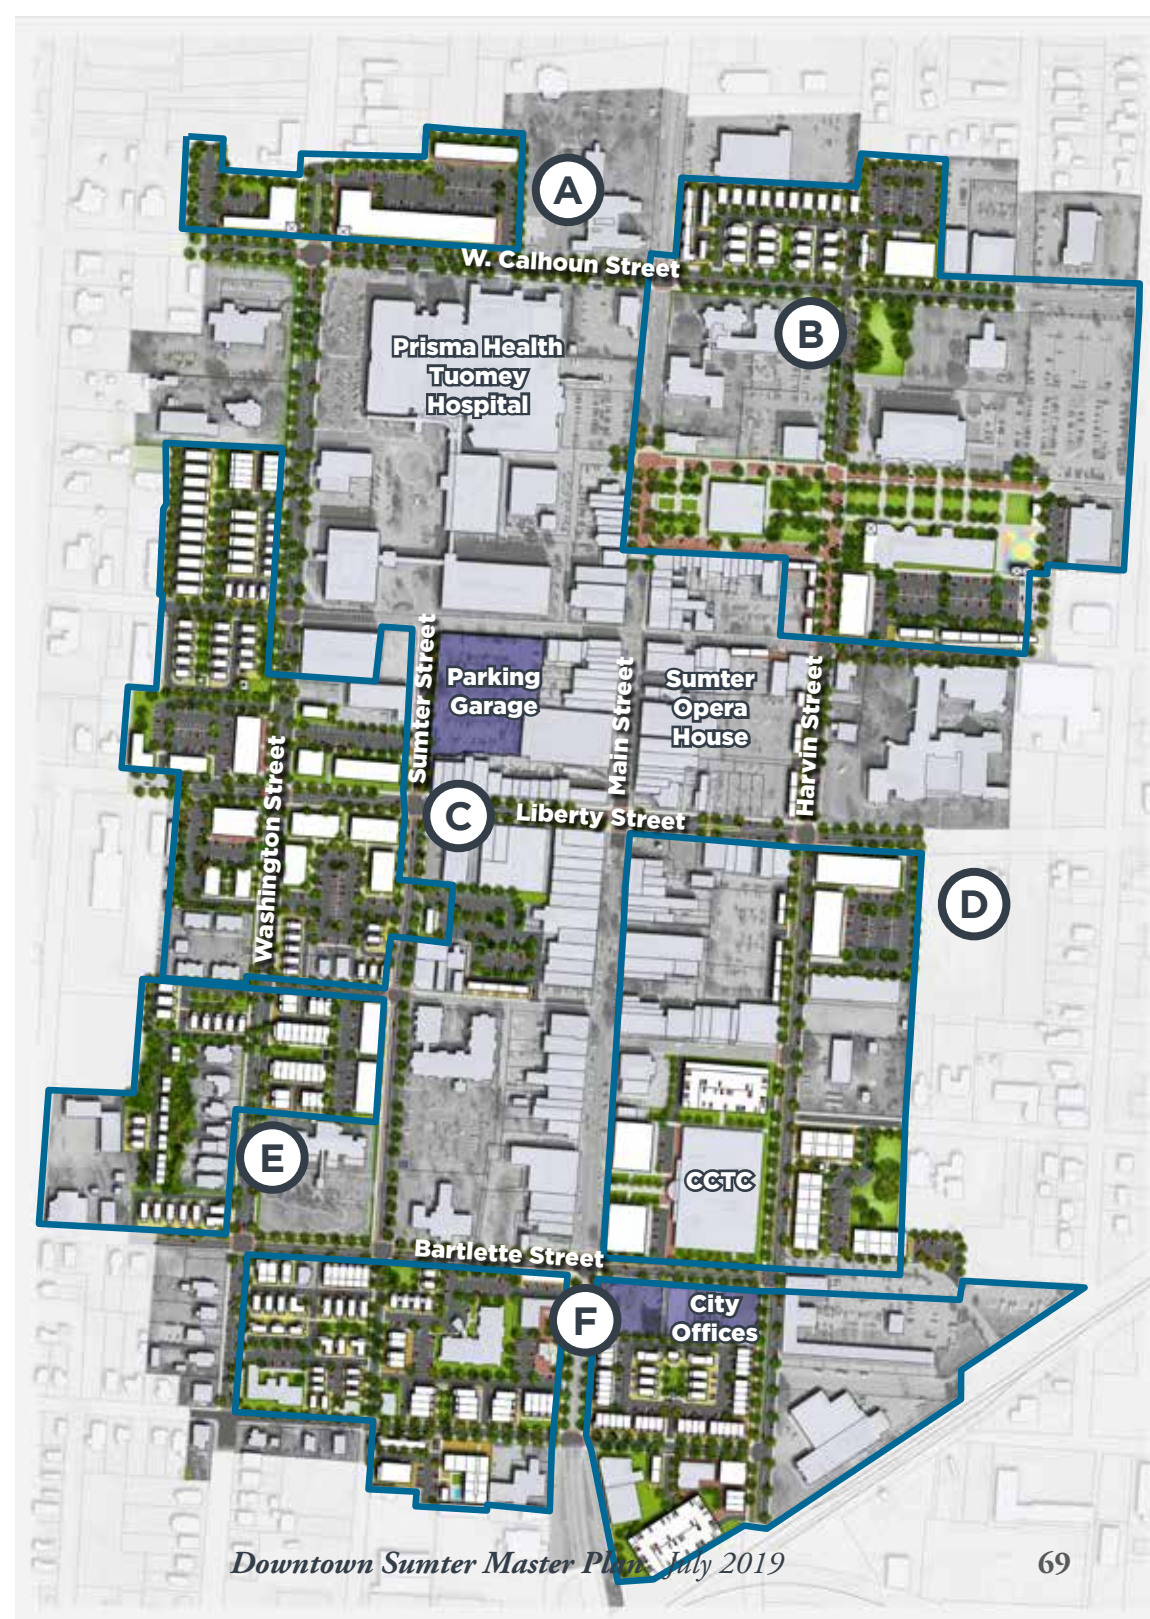 A
W. Calhoun Street
B
Prisma Health
Tuomey
Hospital
Sumter Street
Parking
Garage
Main Street
Sumter
Opera
House
Harvin Street
Washington Street
C
Liberty Street
D
CCTC
E
Bartlette Street
F
City
Offices
Downtown Sumter Master Plan - July 2019
69